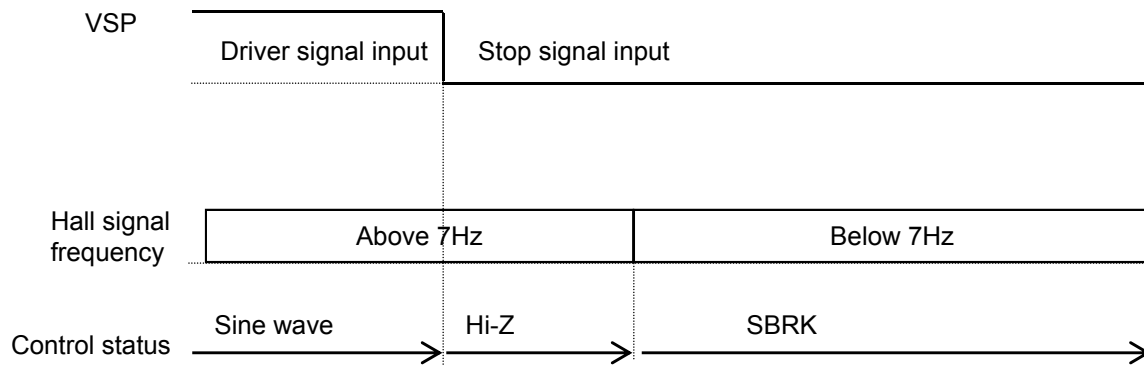 VSP
Driver signal input
Stop signal input
Hall signal
frequency
Above 7Hz
Below 7Hz
Control status
Sine wave
Hi-Z
SBRK